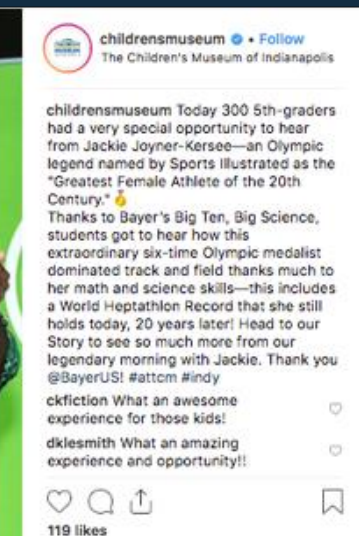 childrensmuseum • Follow
The Children's Museum of Indianapolis
childrensmuseum Today 300 5th-graders
had a very special opportunity to hear
from Jackie Joyner-Kersee—an Olympic
legend named by Sports Illustrated as the
"Greatest Female Athlete of the 20th
Century." 🏅
Thanks to Bayer's Big Ten, Big Science,
students got to hear how this
extraordinary six-time Olympic medalist
dominated track and field thanks much to
her math and science skills—this includes
a World Heptathlon Record that she still
holds today, 20 years later! Head to our
Story to see so much more from our
legendary morning with Jackie. Thank you
@BayerUS! #attcm #indy
ckfiction What an awesome
experience for those kids!
dklesmith What an amazing
experience and opportunity!!
119 likes